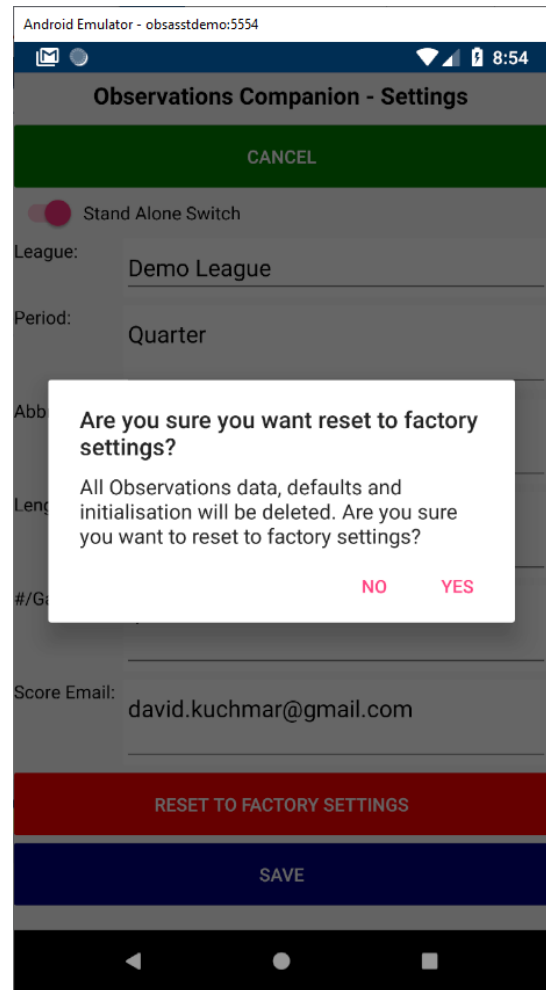 Android Emulator - obsasstdemo:5554
8:54
Observations Companion - Settings
CANCEL
Stand Alone Switch
League:
Demo League
Period:
Quarter
Abb
Are you sure you want reset to factory
settings?
All Observations data, defaults and
initialisation will be deleted. Are you sure
you want to reset to factory settings?
Leng
NO YES
#/Ga
Score Email:
david.kuchmar@gmail.com
RESET TO FACTORY SETTINGS
SAVE